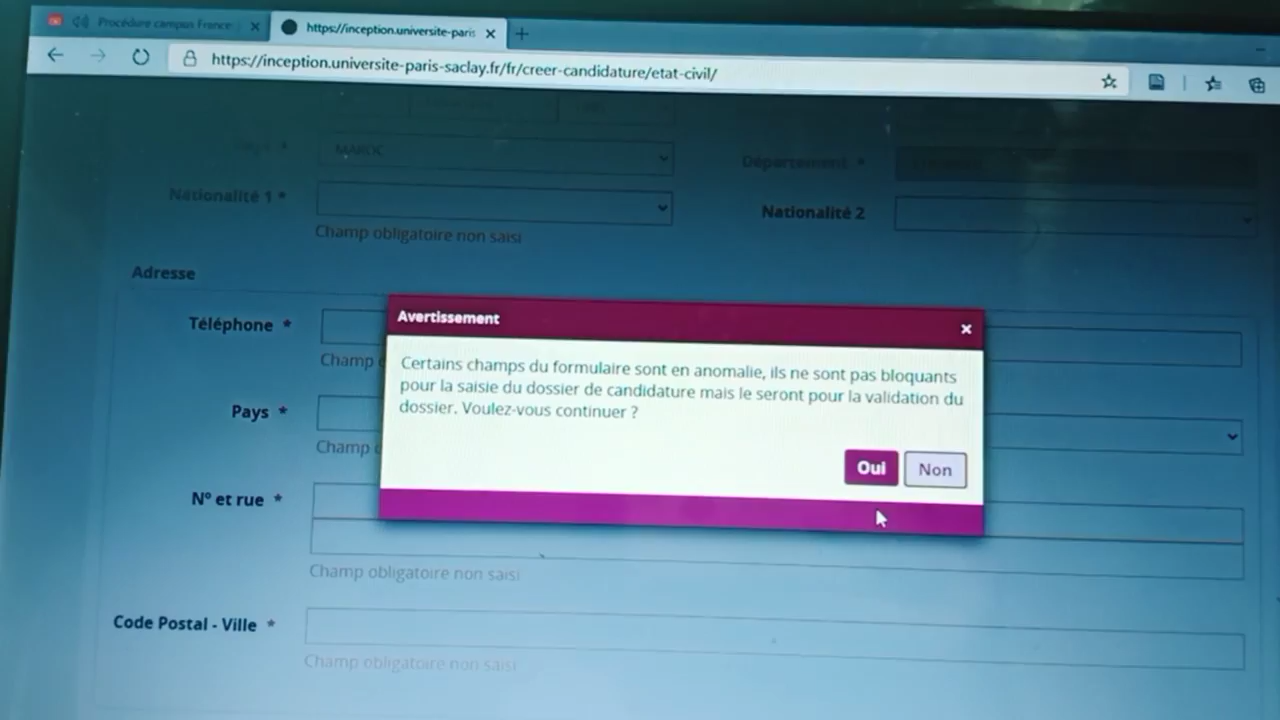 Procédure campus France
https://inception.universite-paris
https://inception.universite-paris-saclay.fr/fr/creer-candidature/etat-civil/
MAROC
Département *
Nationalité 1 *
Nationalité 2
Champ obligatoire non saisi
Adresse
Téléphone *
Champ
Pays *
Champ
N° et rue *
Champ obligatoire non saisi
Code Postal - Ville *
Champ obligatoire non saisi
Avertissement
Certains champs du formulaire sont en anomalie, ils ne sont pas bloquants
pour la saisie du dossier de candidature mais le seront pour la validation du
dossier. Voulez-vous continuer ?
Oui
Non